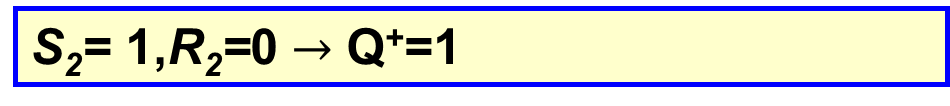 S₂= 1,R₂=0 → Q⁺=1